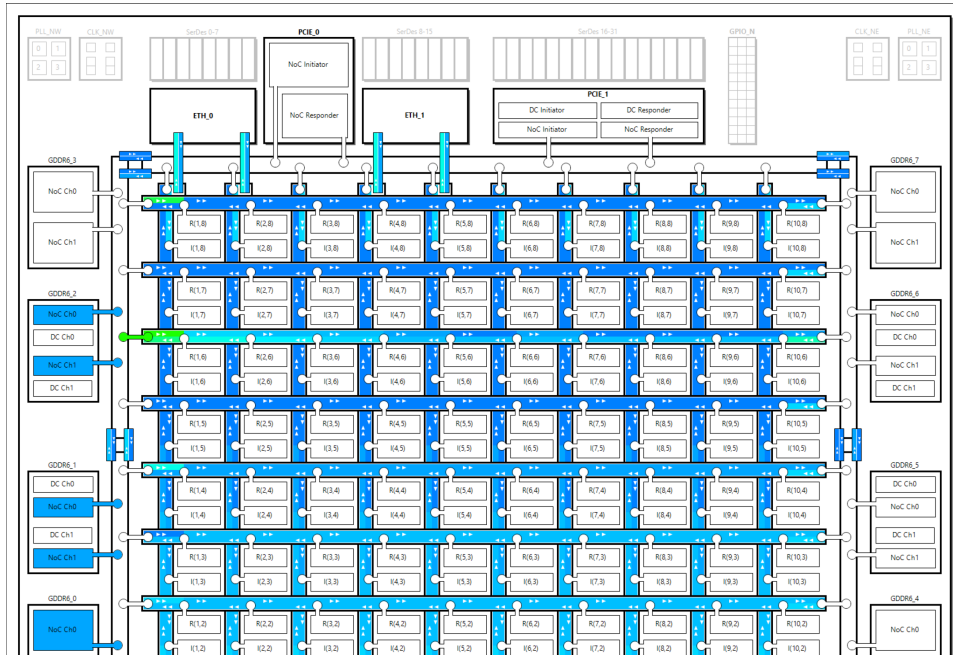 PLL_NW
CLK_NW
SerDes 0-7
PCIE_0
SerDes 8-15
SerDes 16-31
GPIO_N
CLK_NE
PLL_NE
0 1
2 3
0 1
2 3
NoC Initiator
NoC Responder
ETH_0
ETH_1
PCIE_1
DC Initiator
DC Responder
NoC Initiator
NoC Responder
GDDR6_3
NoC Ch0
NoC Ch1
GDDR6_7
NoC Ch0
NoC Ch1
R(1,8) R(2,8) R(3,8) R(4,8) R(5,8) R(6,8) R(7,8) R(8,8) R(9,8) R(10,8)
I(1,8) I(2,8) I(3,8) I(4,8) I(5,8) I(6,8) I(7,8) I(8,8) I(9,8) I(10,8)
R(1,7) R(2,7) R(3,7) R(4,7) R(5,7) R(6,7) R(7,7) R(8,7) R(9,7) R(10,7)
I(1,7) I(2,7) I(3,7) I(4,7) I(5,7) I(6,7) I(7,7) I(8,7) I(9,7) I(10,7)
GDDR6_2
NoC Ch0
DC Ch0
NoC Ch1
DC Ch1
GDDR6_6
NoC Ch0
DC Ch0
NoC Ch1
DC Ch1
R(1,6) R(2,6) R(3,6) R(4,6) R(5,6) R(6,6) R(7,6) R(8,6) R(9,6) R(10,6)
I(1,6) I(2,6) I(3,6) I(4,6) I(5,6) I(6,6) I(7,6) I(8,6) I(9,6) I(10,6)
R(1,5) R(2,5) R(3,5) R(4,5) R(5,5) R(6,5) R(7,5) R(8,5) R(9,5) R(10,5)
I(1,5) I(2,5) I(3,5) I(4,5) I(5,5) I(6,5) I(7,5) I(8,5) I(9,5) I(10,5)
GDDR6_1
DC Ch0
NoC Ch0
DC Ch1
NoC Ch1
GDDR6_5
DC Ch0
NoC Ch0
DC Ch1
NoC Ch1
R(1,4) R(2,4) R(3,4) R(4,4) R(5,4) R(6,4) R(7,4) R(8,4) R(9,4) R(10,4)
I(1,4) I(2,4) I(3,4) I(4,4) I(5,4) I(6,4) I(7,4) I(8,4) I(9,4) I(10,4)
R(1,3) R(2,3) R(3,3) R(4,3) R(5,3) R(6,3) R(7,3) R(8,3) R(9,3) R(10,3)
I(1,3) I(2,3) I(3,3) I(4,3) I(5,3) I(6,3) I(7,3) I(8,3) I(9,3) I(10,3)
GDDR6_0
NoC Ch0
GDDR6_4
NoC Ch0
R(1,2) R(2,2) R(3,2) R(4,2) R(5,2) R(6,2) R(7,2) R(8,2) R(9,2) R(10,2)
I(1,2) I(2,2) I(3,2) I(4,2) I(5,2) I(6,2) I(7,2) I(8,2) I(9,2) I(10,2)